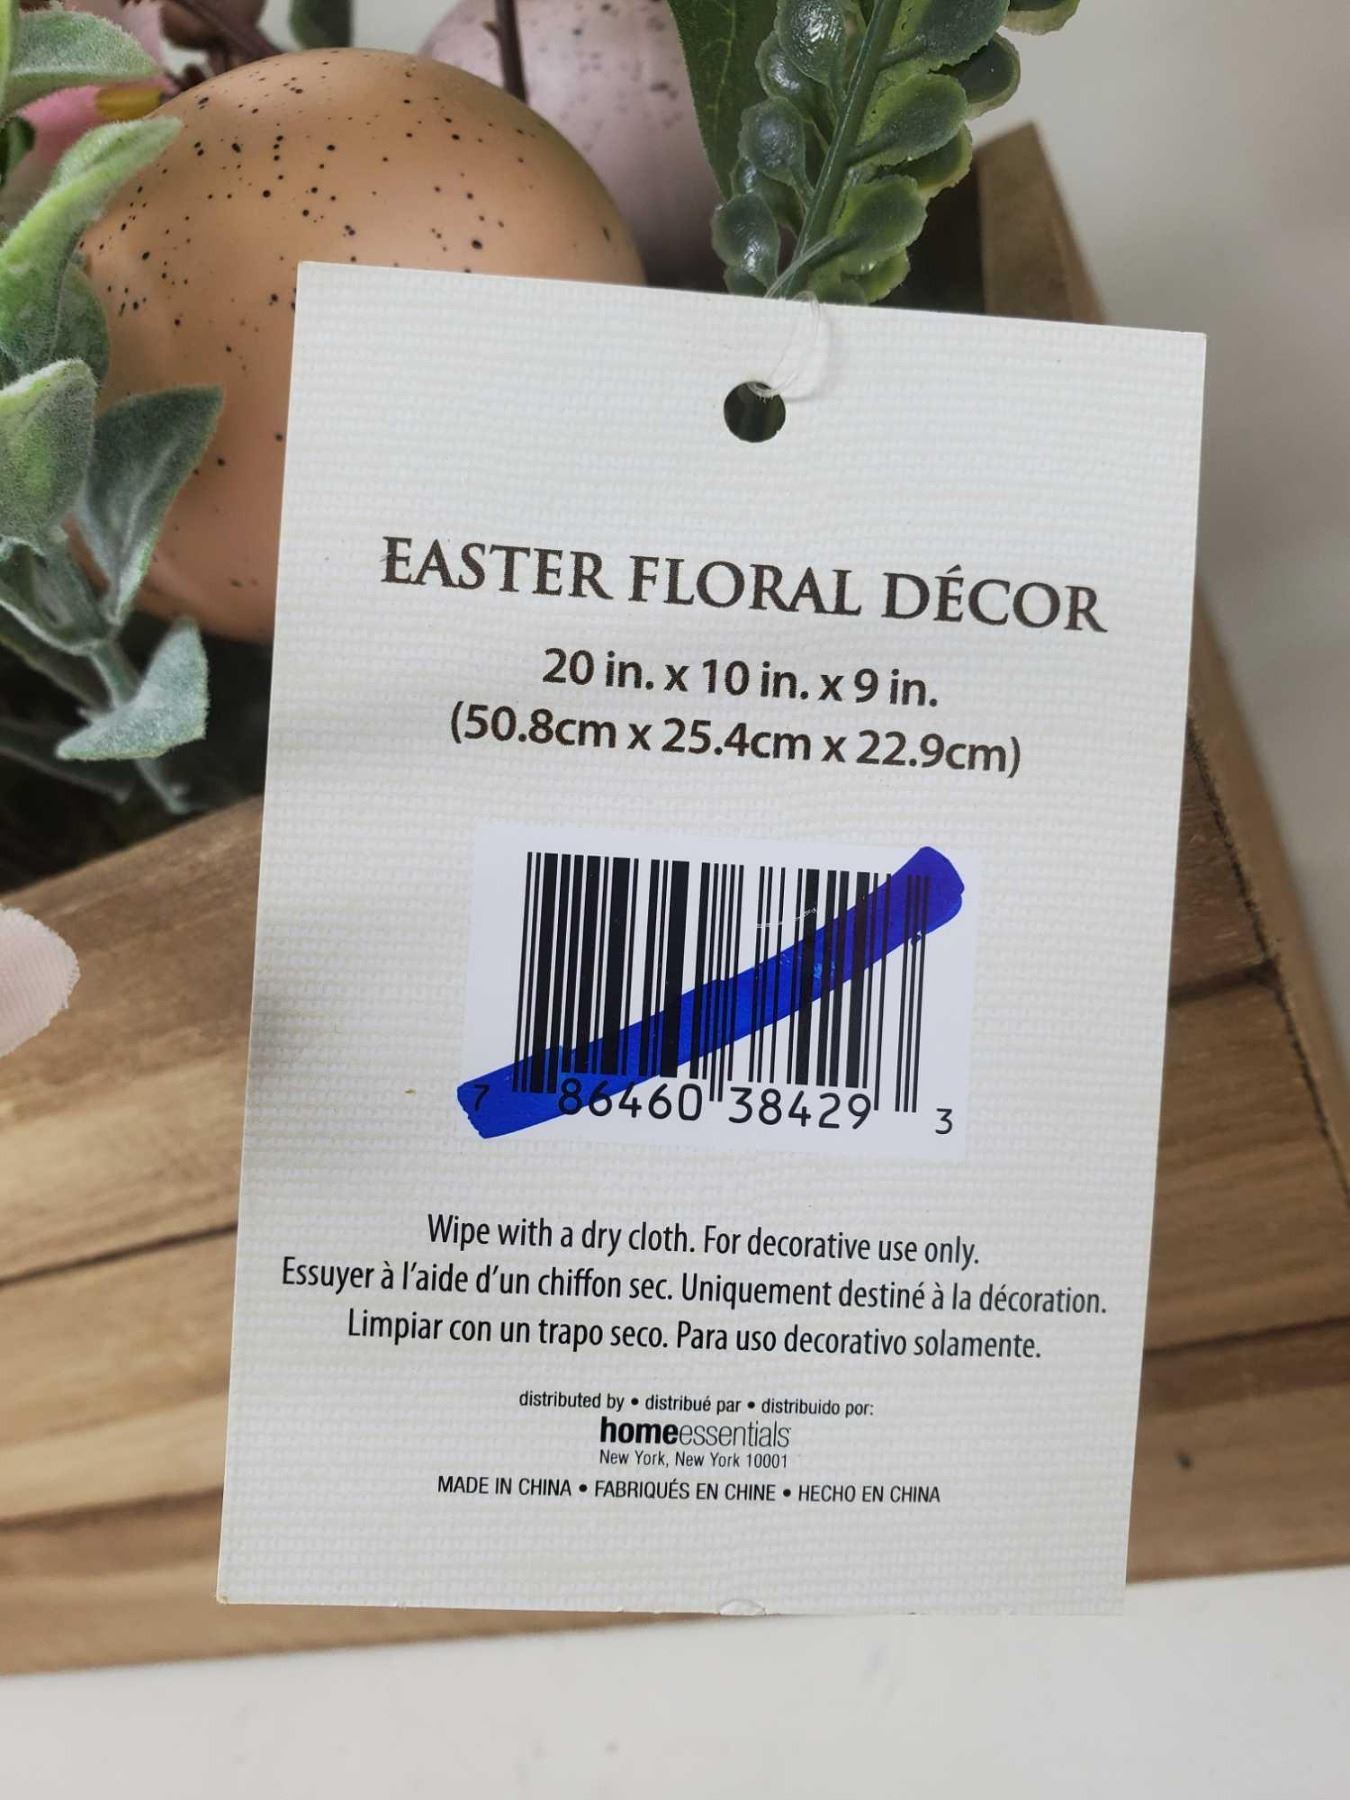 EASTER FLORAL DÉCOR
20 in. x 10 in. x 9 in.
(50.8cm x 25.4cm x 22.9cm)
7 86460 38429 3
Wipe with a dry cloth. For decorative use only.
Essuyer à l'aide d'un chiffon sec. Uniquement destiné à la décoration.
Limpiar con un trapo seco. Para uso decorativo solamente.
distributed by • distribué par • distribuido por:
homeessentials
New York, New York 10001
MADE IN CHINA • FABRIQUÉS EN CHINE • HECHO EN CHINA